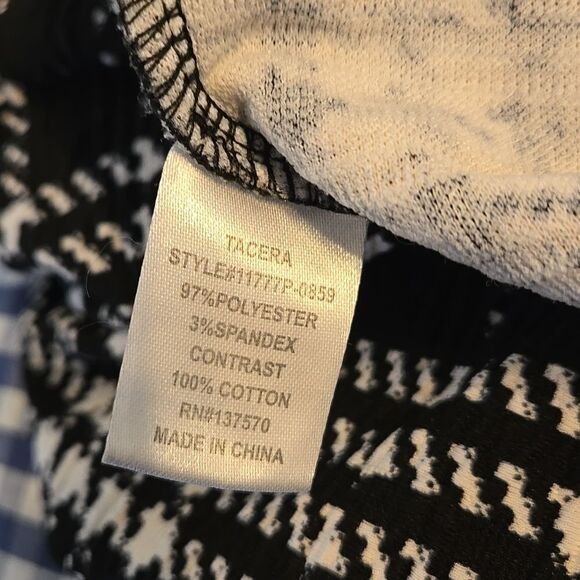 TACERA
STYLE#11777P-0859
97%POLYESTER
3%SPANDEX
CONTRAST
100% COTTON
RN#137570
MADE IN CHINA